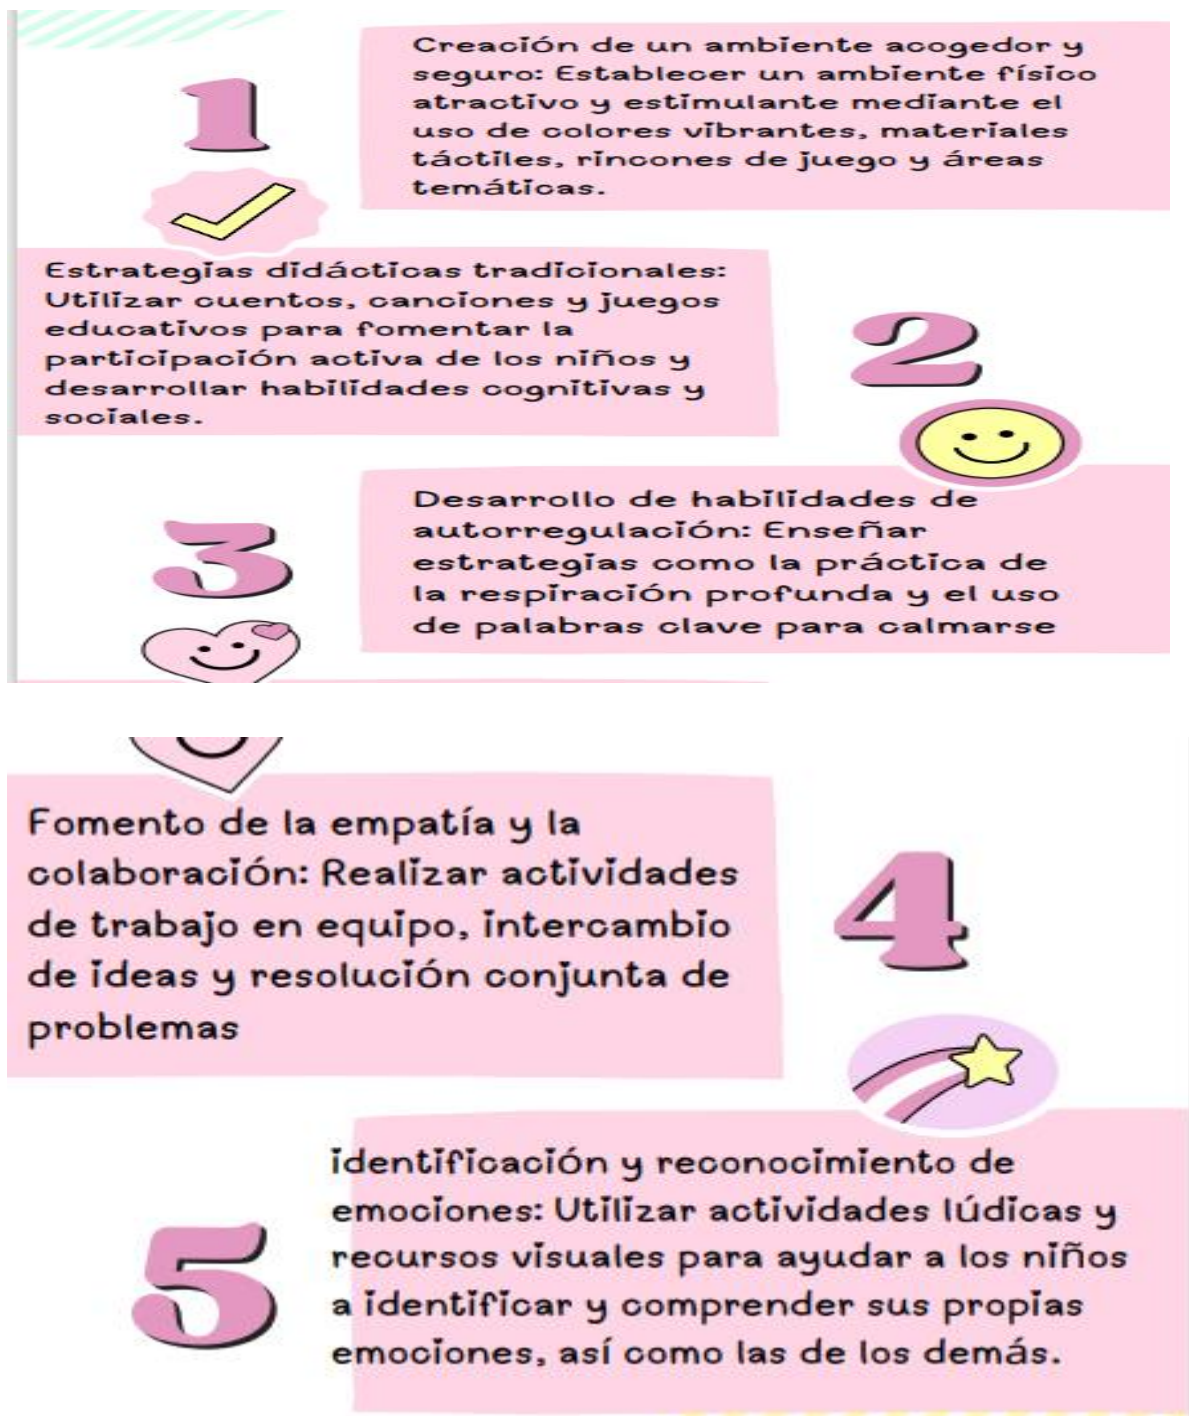 1
Creación de un ambiente acogedor y
seguro: Establecer un ambiente físico
atractivo y estimulante mediante el
uso de colores vibrantes, materiales
táctiles, rincones de juego y áreas
temáticas.
Estrategias didácticas tradicionales:
Utilizar cuentos, canciones y juegos
educativos para fomentar la
participación activa de los niños y
desarrollar habilidades cognitivas y
sociales.
2
3
Desarrollo de habilidades de
autorregulación: Enseñar
estrategias como la práctica de
la respiración profunda y el uso
de palabras clave para calmarse
Fomento de la empatía y la
colaboración: Realizar actividades
de trabajo en equipo, intercambio
de ideas y resolución conjunta de
problemas
4
5
identificación y reconocimiento de
emociones: Utilizar actividades lúdicas y
recursos visuales para ayudar a los niños
a identificar y comprender sus propias
emociones, así como las de los demás.